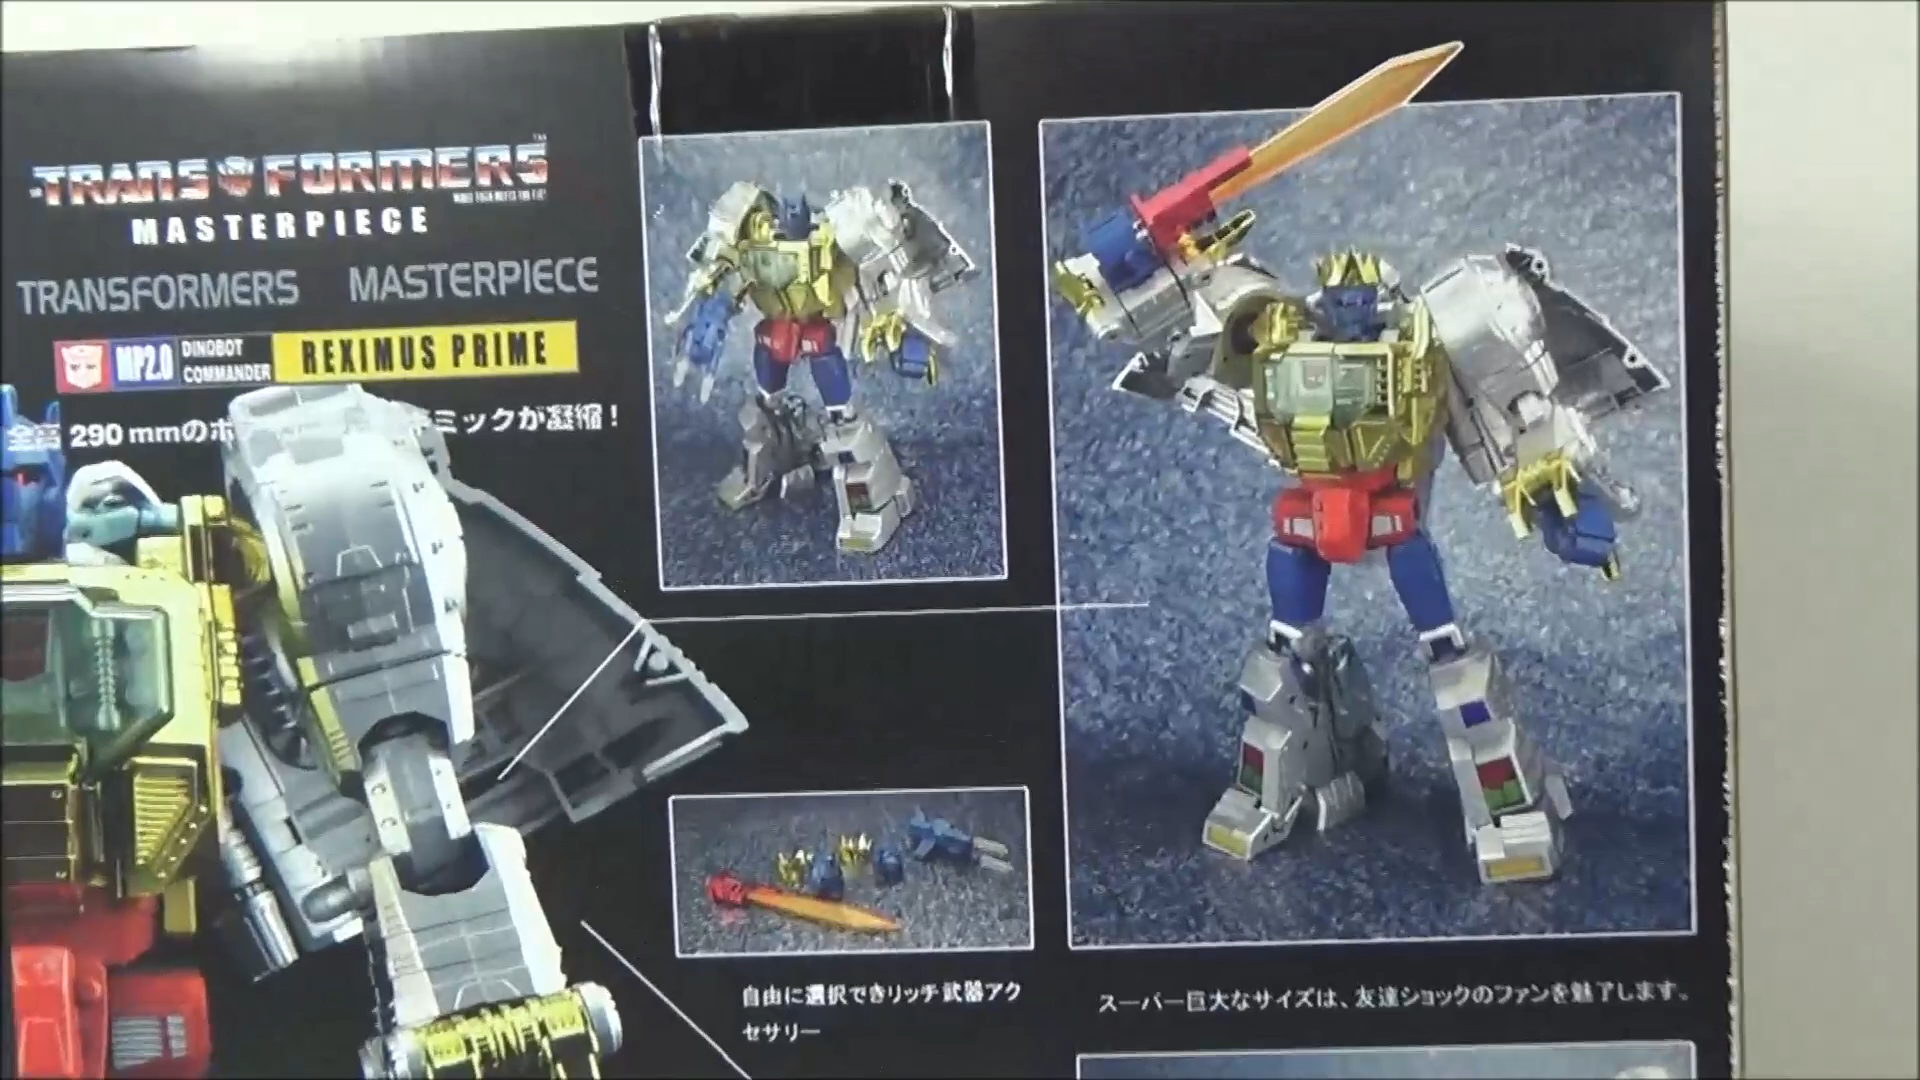 TRANSFORMERS
MASTERPIECE
TRANSFORMERS MASTERPIECE
MP2.0 DINOBOT COMMANDER REXIMUS PRIME
290 mmのボ ミックが凝縮！
自由に選択できリッチ武器アク
セサリー
スーパー巨大なサイズは、友達ショックのファンを魅了します。